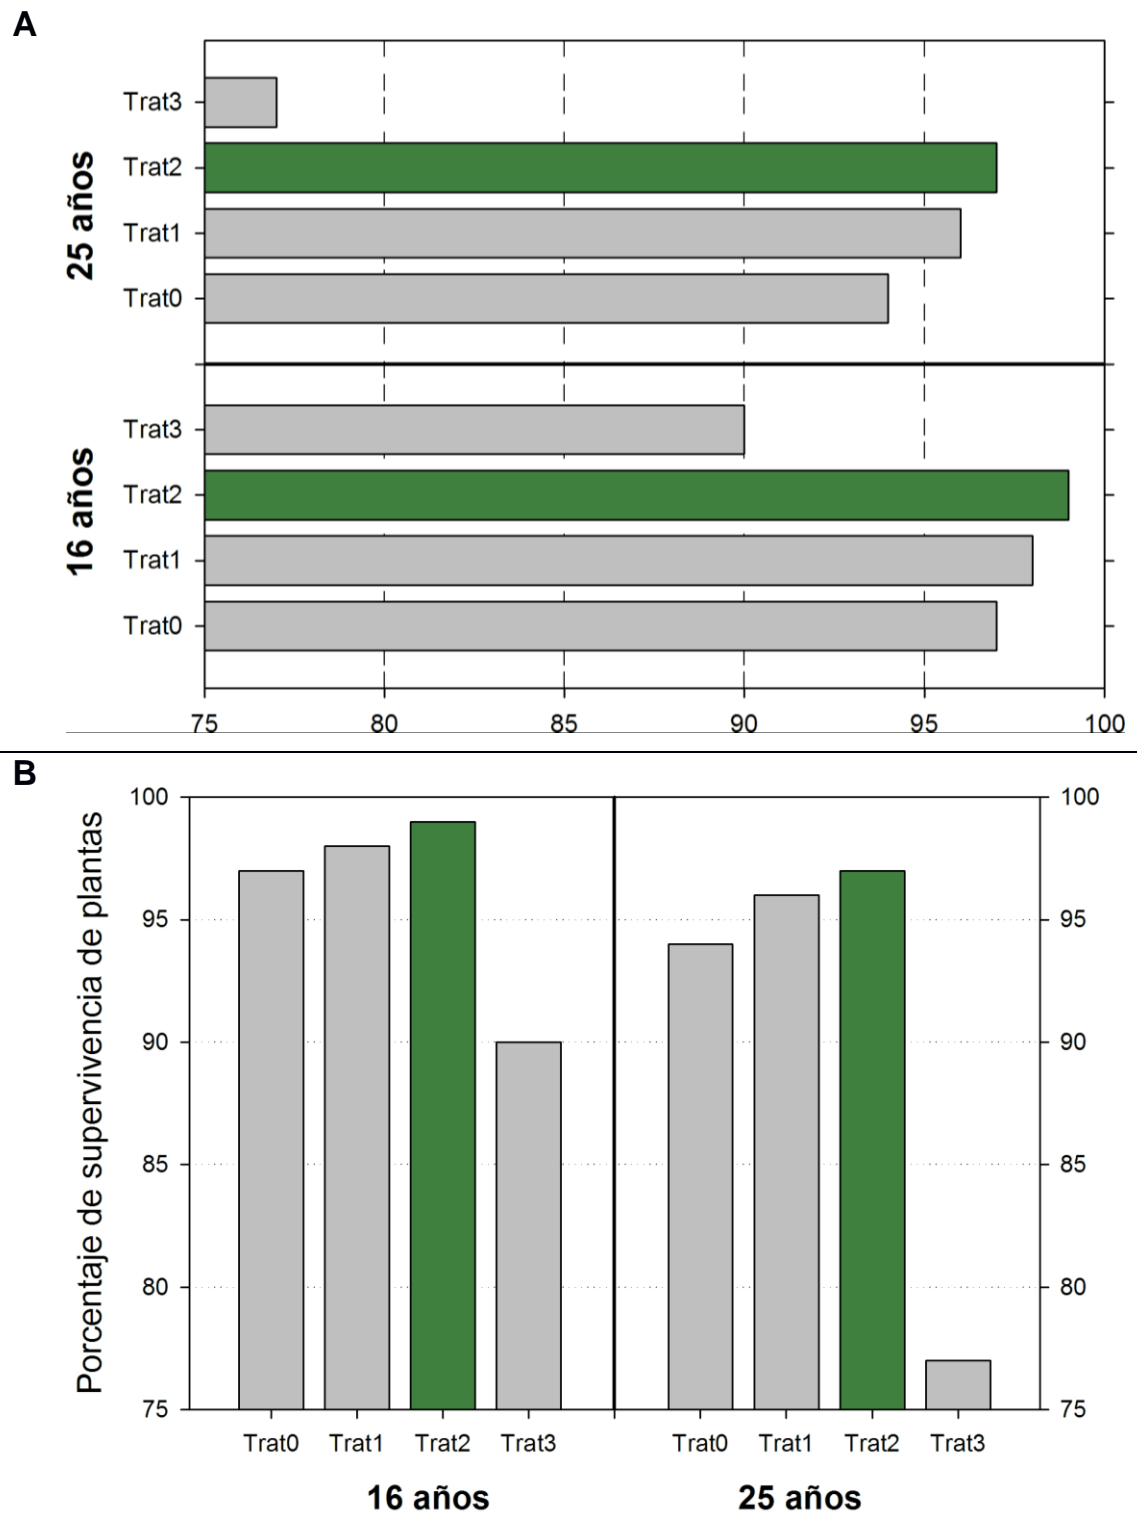 A
Trat3
Trat2
Trat1
Trat0
25 años
Trat3
Trat2
Trat1
Trat0
16 años
75 80 85 90 95 100
B
Porcentaje de supervivencia de plantas
100 100
95 95
90 90
85 85
80 80
75 75
Trat0 Trat1 Trat2 Trat3 Trat0 Trat1 Trat2 Trat3
16 años 25 años